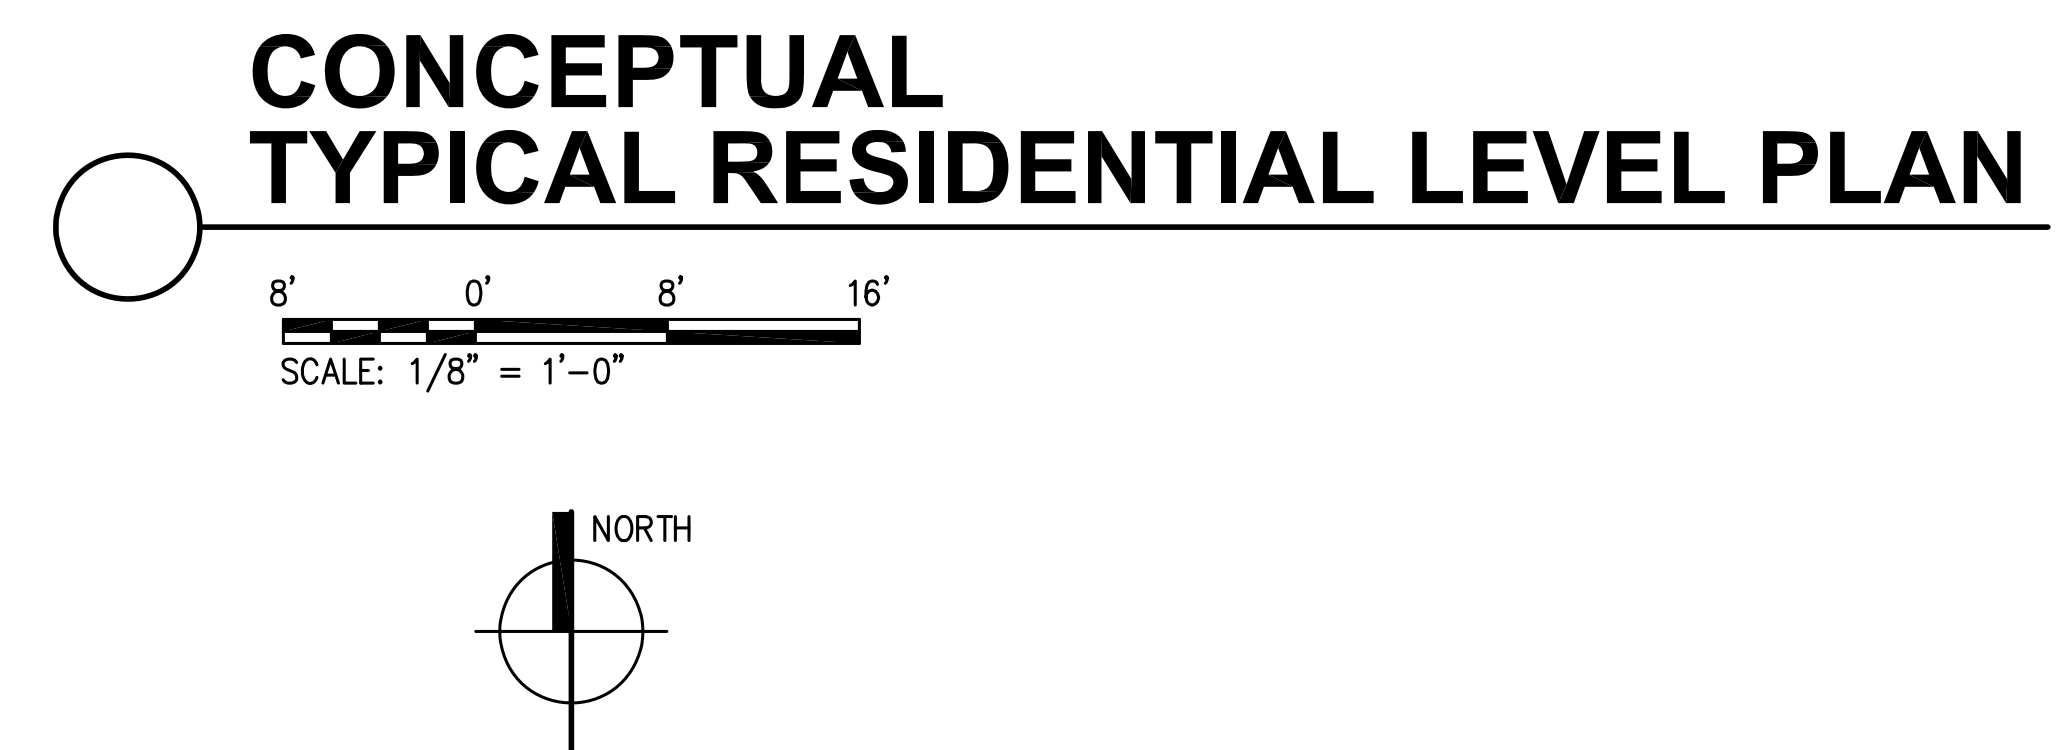 CONCEPTUAL
TYPICAL RESIDENTIAL LEVEL PLAN
8' 0' 8' 16'
SCALE: 1/8" = 1'-0"
NORTH